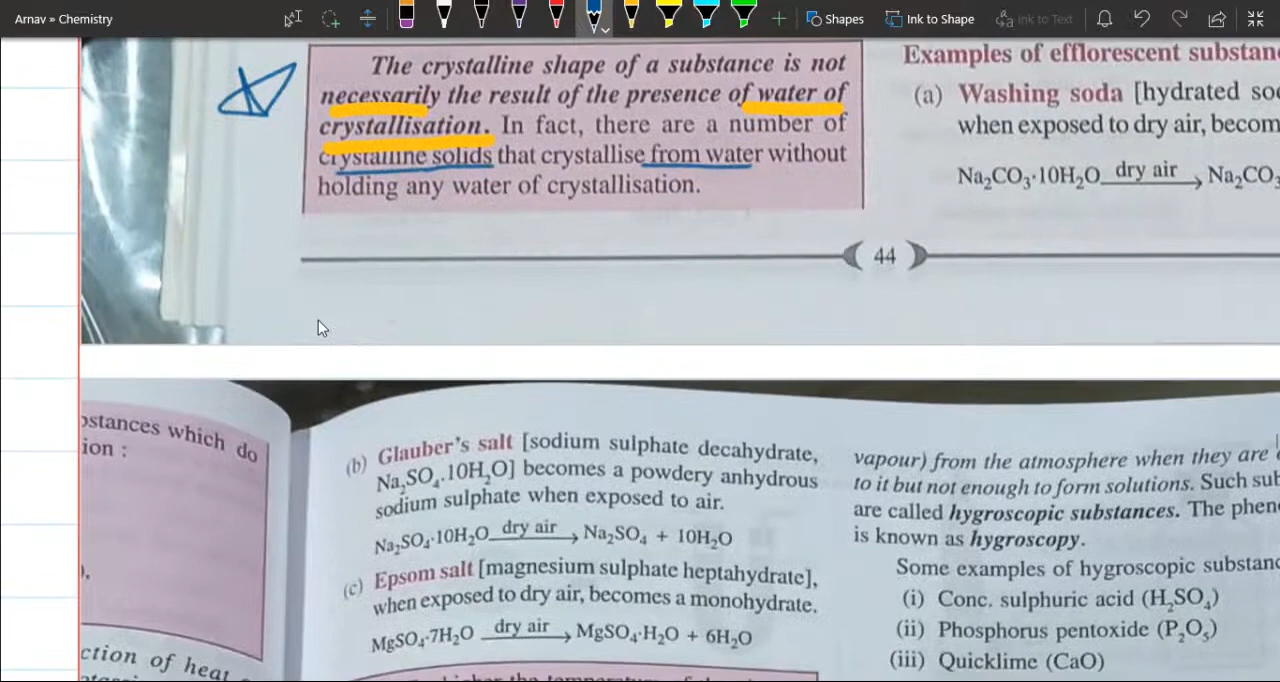 Arnav » Chemistry
Shapes
Ink to Shape
Ink to Text
The crystalline shape of a substance is not
necessarily the result of the presence of water of
crystallisation. In fact, there are a number of
crystalline solids that crystallise from water without
holding any water of crystallisation.
Examples of efflorescent
(a) Washing soda [hydrated
when exposed to dry air,
Na₂CO₃·10H₂O dry air → Na₂CO₃
44
which do
ion :
ction of heat
(b) Glauber's salt [sodium sulphate decahydrate,
Na₂SO₄.10H₂O] becomes a powdery anhydrous
sodium sulphate when exposed to air.
Na₂SO₄·10H₂O dry air → Na₂SO₄ + 10H₂O
(c) Epsom salt [magnesium sulphate heptahydrate],
when exposed to dry air, becomes a monohydrate.
MgSO₄·7H₂O dry air → MgSO₄·H₂O + 6H₂O
vapour) from the atmosphere when they are
to it but not enough to form solutions. Such
are called hygroscopic substances. The
is known as hygroscopy.
Some examples of hygroscopic
(i) Conc. sulphuric acid (H₂SO₄)
(ii) Phosphorus pentoxide (P₂O₅)
(iii) Quicklime (CaO)